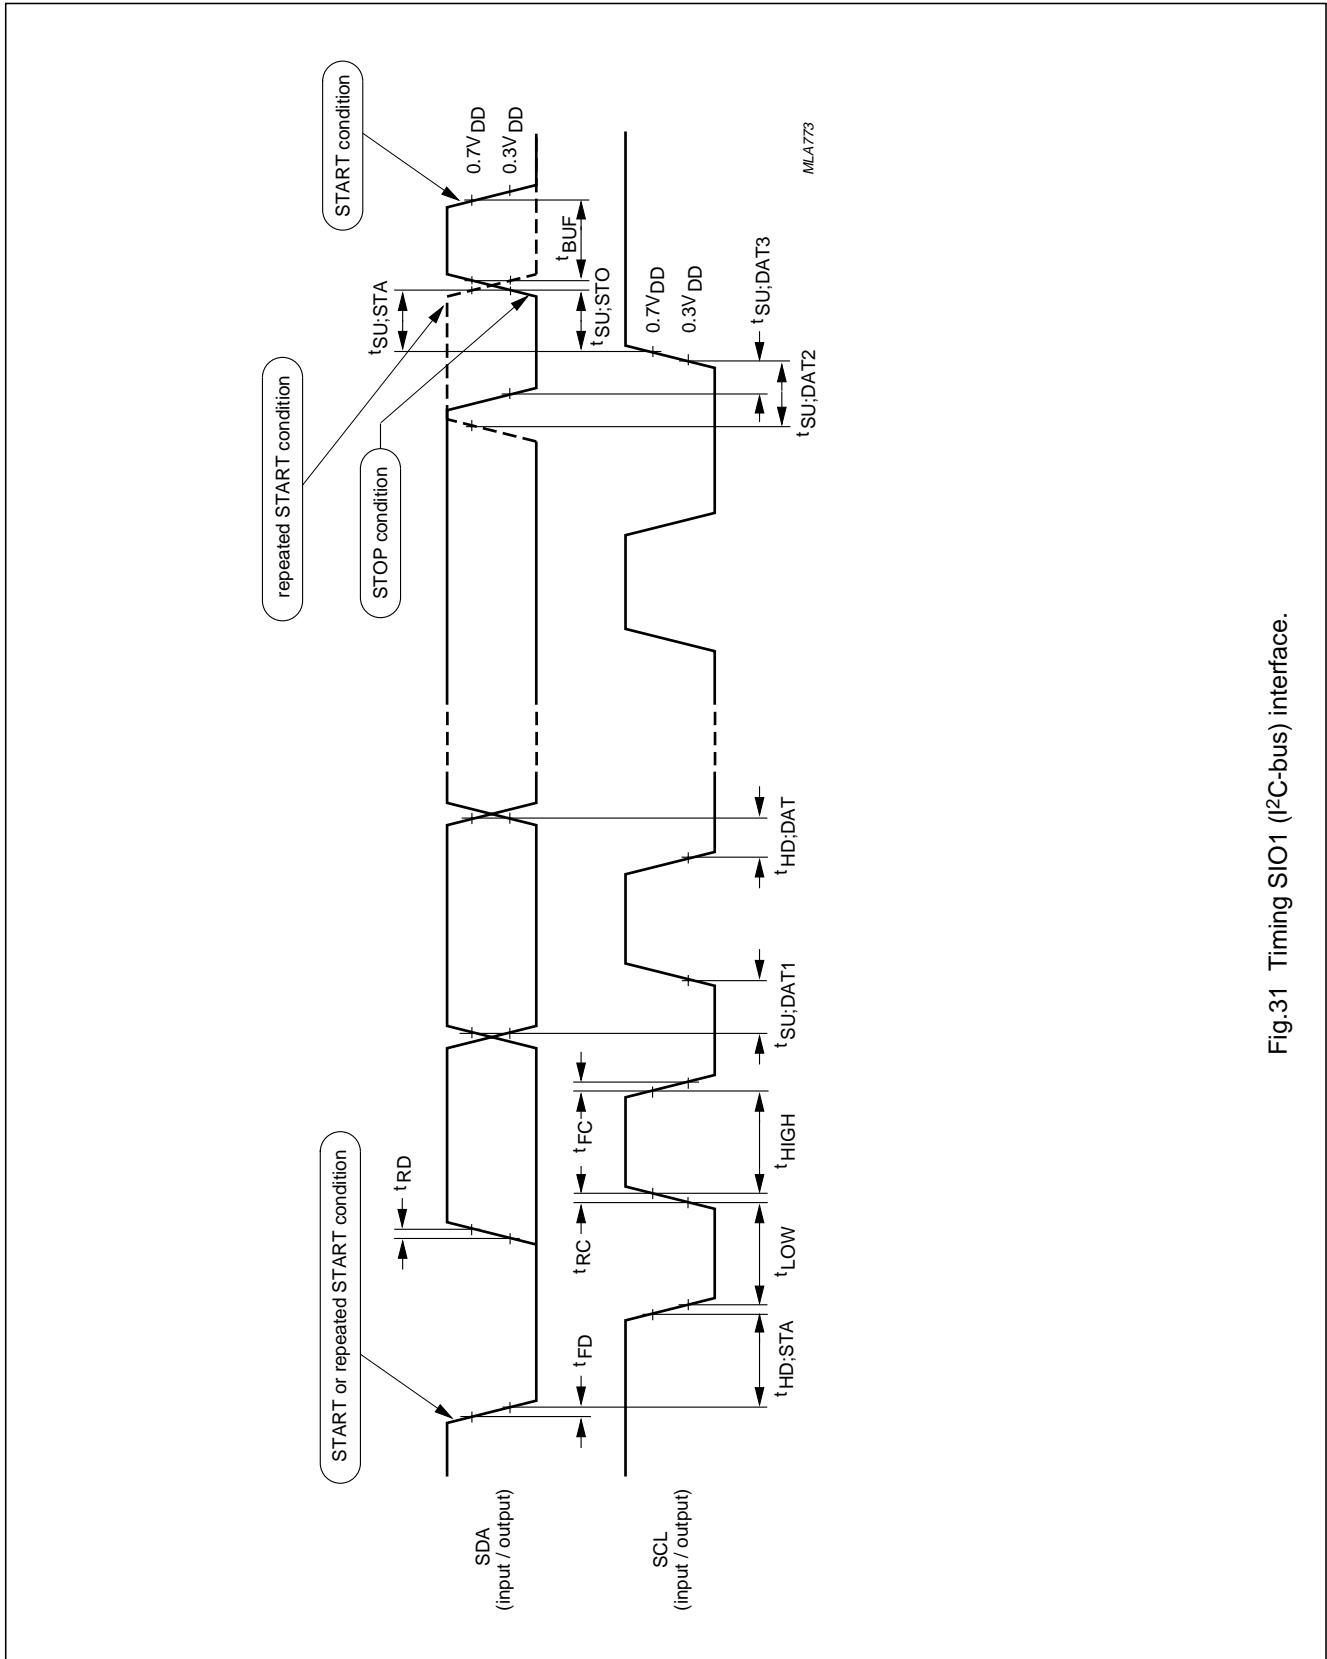 START condition
repeated START condition
STOP condition
START or repeated START condition
tRD
tSU;STA
0.7VDD
0.3VDD
SDA
(input / output)
tFD
tRC
tFC
tSU;STO
tBUF
0.7VDD
0.3VDD
SCL
(input / output)
tHD;STA
tLOW
tHIGH
tSU;DAT1
tHD;DAT
tSU;DAT3
tSU;DAT2
MLA773
Fig.31 Timing SIO1 (I²C-bus) interface.